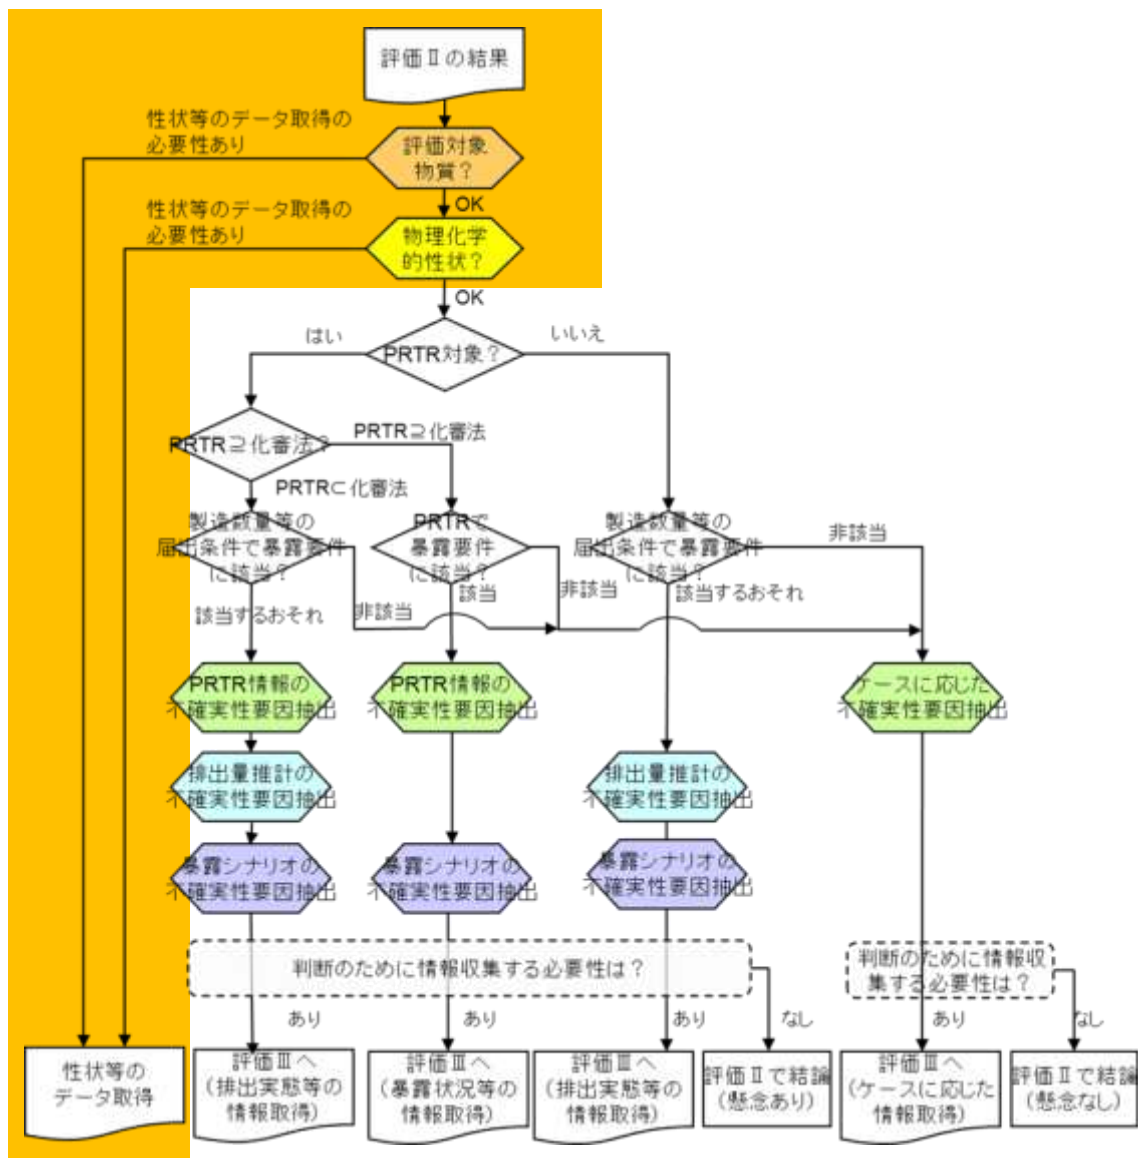 評価Ⅱの結果
性状等のデータ取得の
必要性あり
評価対象
物質？
OK
性状等のデータ取得の
必要性あり
物理化学
的性状？
OK
はい
いいえ
PRTR対象？
PRTR⊇化審法？
PRTR⊇化審法
PRTR⊂化審法
製造数量等の
届出条件で暴露要件
に該当？
PRTRで
暴露要件
に該当？
製造数量等の
届出条件で暴露要件
に該当？
非該当
該当するおそれ
非該当
該当
非該当
該当するおそれ
PRTR情報の
不確実性要因抽出
PRTR情報の
不確実性要因抽出
ケースに応じた
不確実性要因抽出
排出量推計の
不確実性要因抽出
排出量推計の
不確実性要因抽出
暴露シナリオの
不確実性要因抽出
暴露シナリオの
不確実性要因抽出
暴露シナリオの
不確実性要因抽出
判断のために情報収集する必要性は？
判断のために情報収
集する必要性は？
あり
あり
あり
なし
あり
なし
性状等の
データ取得
評価Ⅲへ
（排出実態等の
情報取得）
評価Ⅲへ
（暴露状況等の
情報取得）
評価Ⅲへ
（排出実態等の
情報取得）
評価Ⅱで結論
（懸念あり）
評価Ⅲへ
（ケースに応じた
情報取得）
評価Ⅱで結論
（懸念なし）